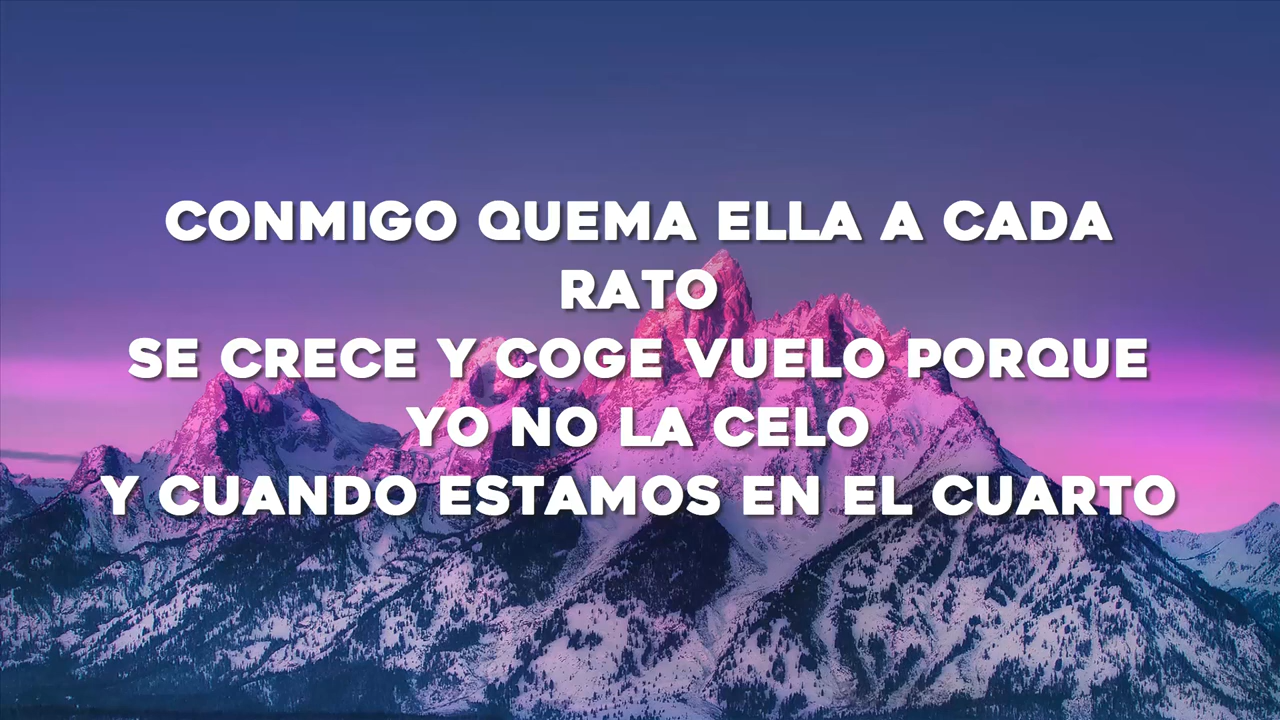 CONMIGO QUEMA ELLA A CADA
RATO
SE CRECE Y COGE VUELO PORQUE
YO NO LA CELO
Y CUANDO ESTAMOS EN EL CUARTO